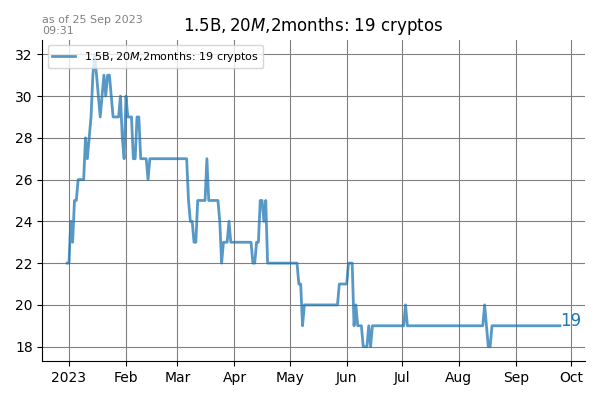 as of 25 Sep 2023
09:31
1.5B, 20M,2months: 19 cryptos
1.5B, 20M,2months: 19 cryptos
32
30
28
26
24
22
20
18
19
2023 Feb Mar Apr May Jun Jul Aug Sep Oct